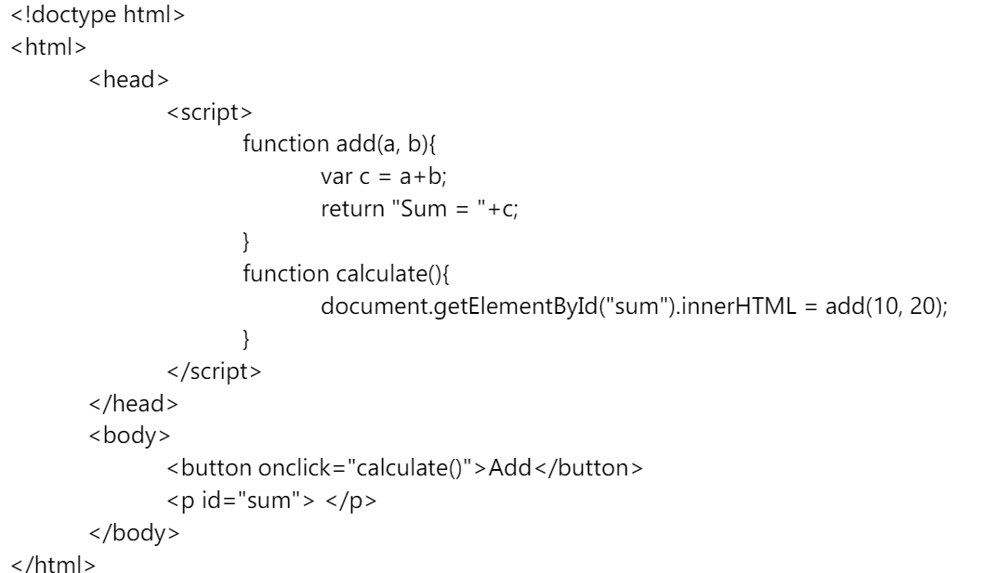 <!doctype html>
<html>
<head>
<script>
function add(a, b){
var c = a+b;
return "Sum = "+c;
}
function calculate(){
document.getElementById("sum").innerHTML = add(10, 20);
}
</script>
</head>
<body>
<button onclick="calculate()">Add</button>
<p id="sum"> </p>
</body>
</html>